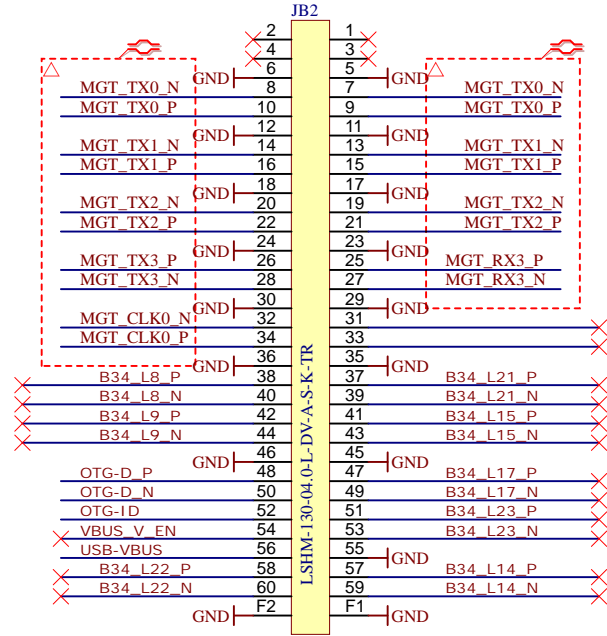 JB2
2 1
4 3
GND 6 5 GND
MGT_TX0_N 8 7 MGT_TX0_N
MGT_TX0_P 10 9 MGT_TX0_P
GND 12 11 GND
MGT_TX1_N 14 13 MGT_TX1_N
MGT_TX1_P 16 15 MGT_TX1_P
GND 18 17 GND
MGT_TX2_N 20 19 MGT_TX2_N
MGT_TX2_P 22 21 MGT_TX2_P
GND 24 23 GND
MGT_TX3_P 26 25 MGT_RX3_P
MGT_TX3_N 28 27 MGT_RX3_N
GND 30 29 GND
MGT_CLK0_N 32 31
MGT_CLK0_P 34 33
GND 36 35 GND
B34_L8_P 38 37 B34_L21_P
B34_L8_N 40 39 B34_L21_N
B34_L9_P 42 41 B34_L15_P
B34_L9_N 44 43 B34_L15_N
GND 46 45 GND
OTG-D_P 48 47 B34_L17_P
OTG-D_N 50 49 B34_L17_N
OTG-ID 52 51 B34_L23_P
VBUS_V_EN 54 53 B34_L23_N
USB-VBUS 56 55 GND
B34_L22_P 58 57 B34_L14_P
B34_L22_N 60 59 B34_L14_N
GND F2 F1 GND
LSHM-130-04.0-L-DV-A-S-K-TR